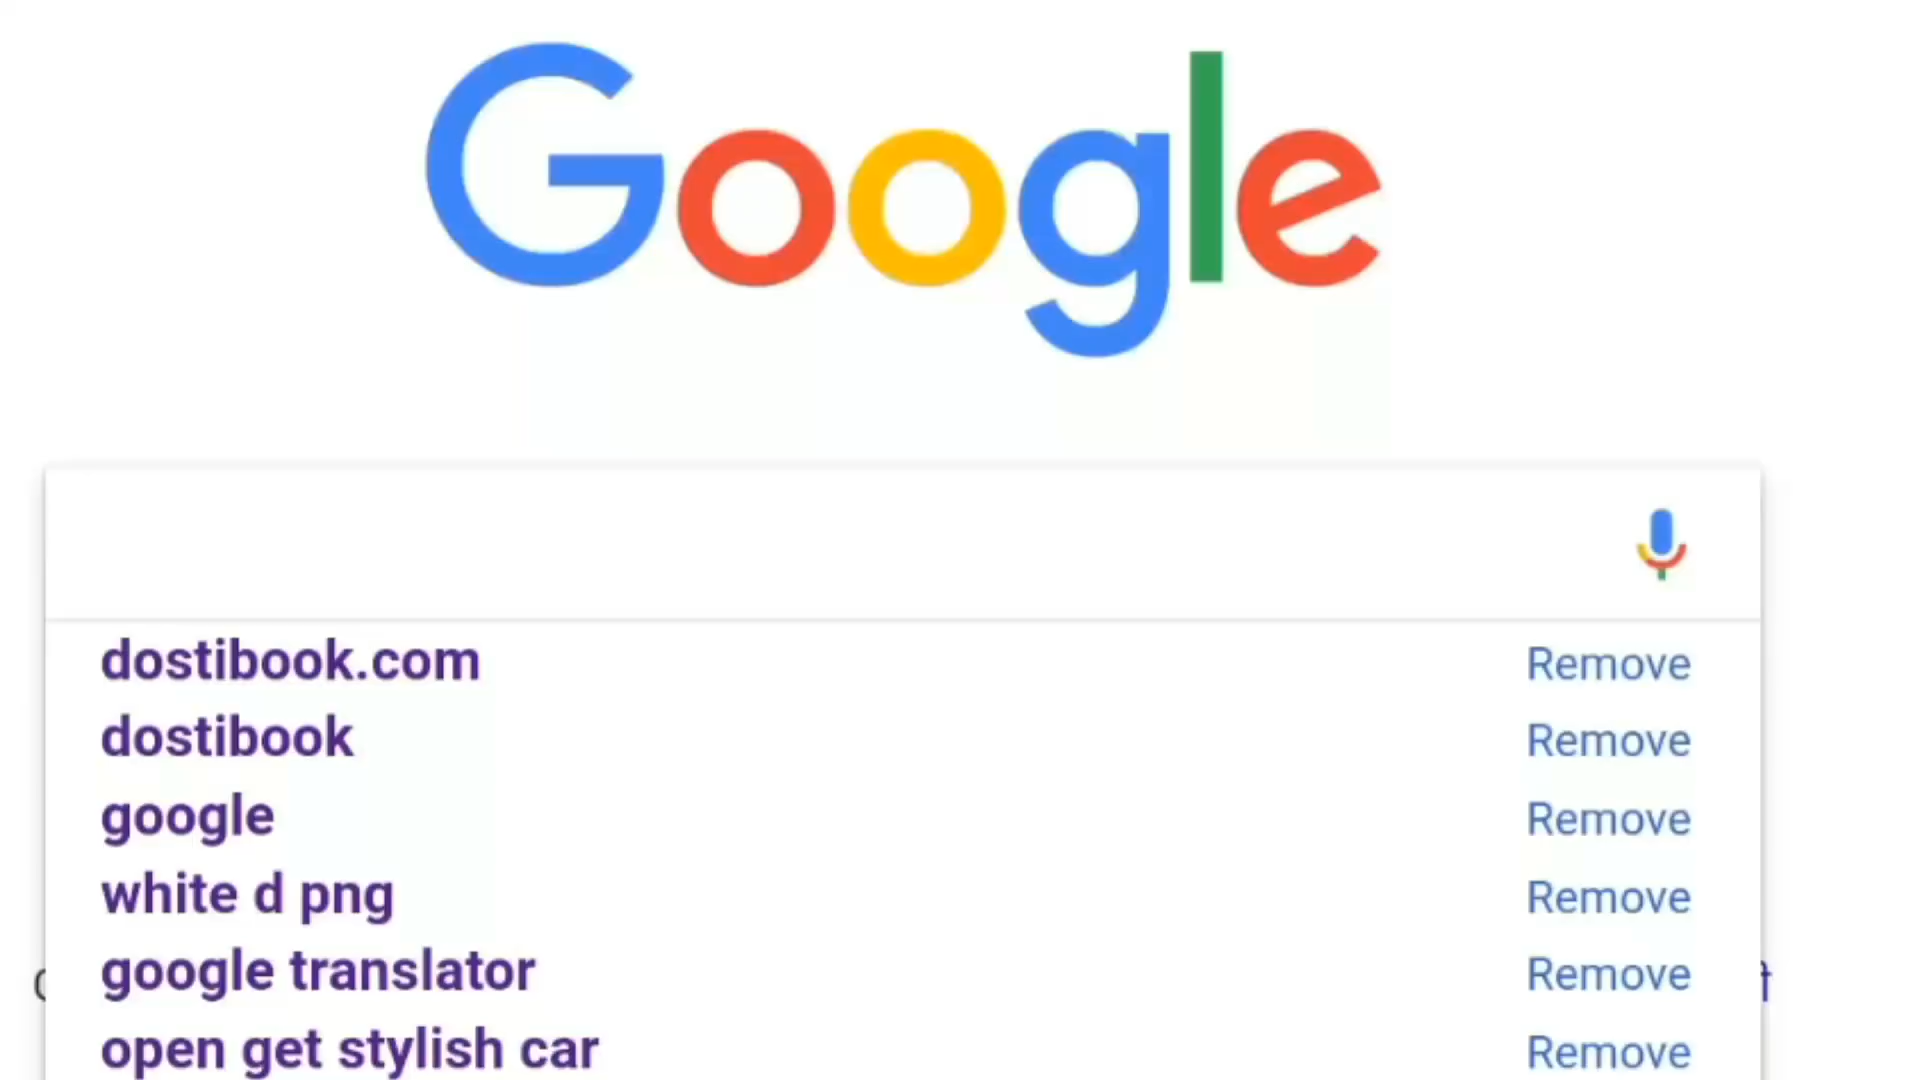 Google
dostibook.com Remove
dostibook Remove
google Remove
white d png Remove
google translator Remove
open get stylish car Remove